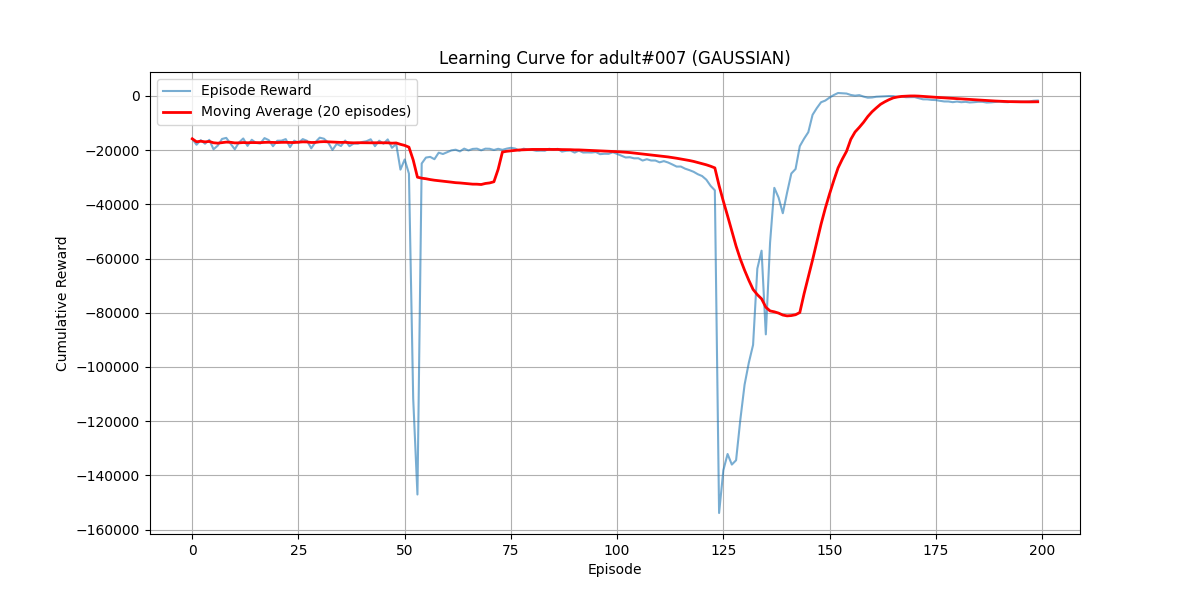 Learning Curve for adult#007 (GAUSSIAN)
Episode Reward
Moving Average (20 episodes)
Cumulative Reward
0
−20000
−40000
−60000
−80000
−100000
−120000
−140000
−160000
0 25 50 75 100 125 150 175 200
Episode